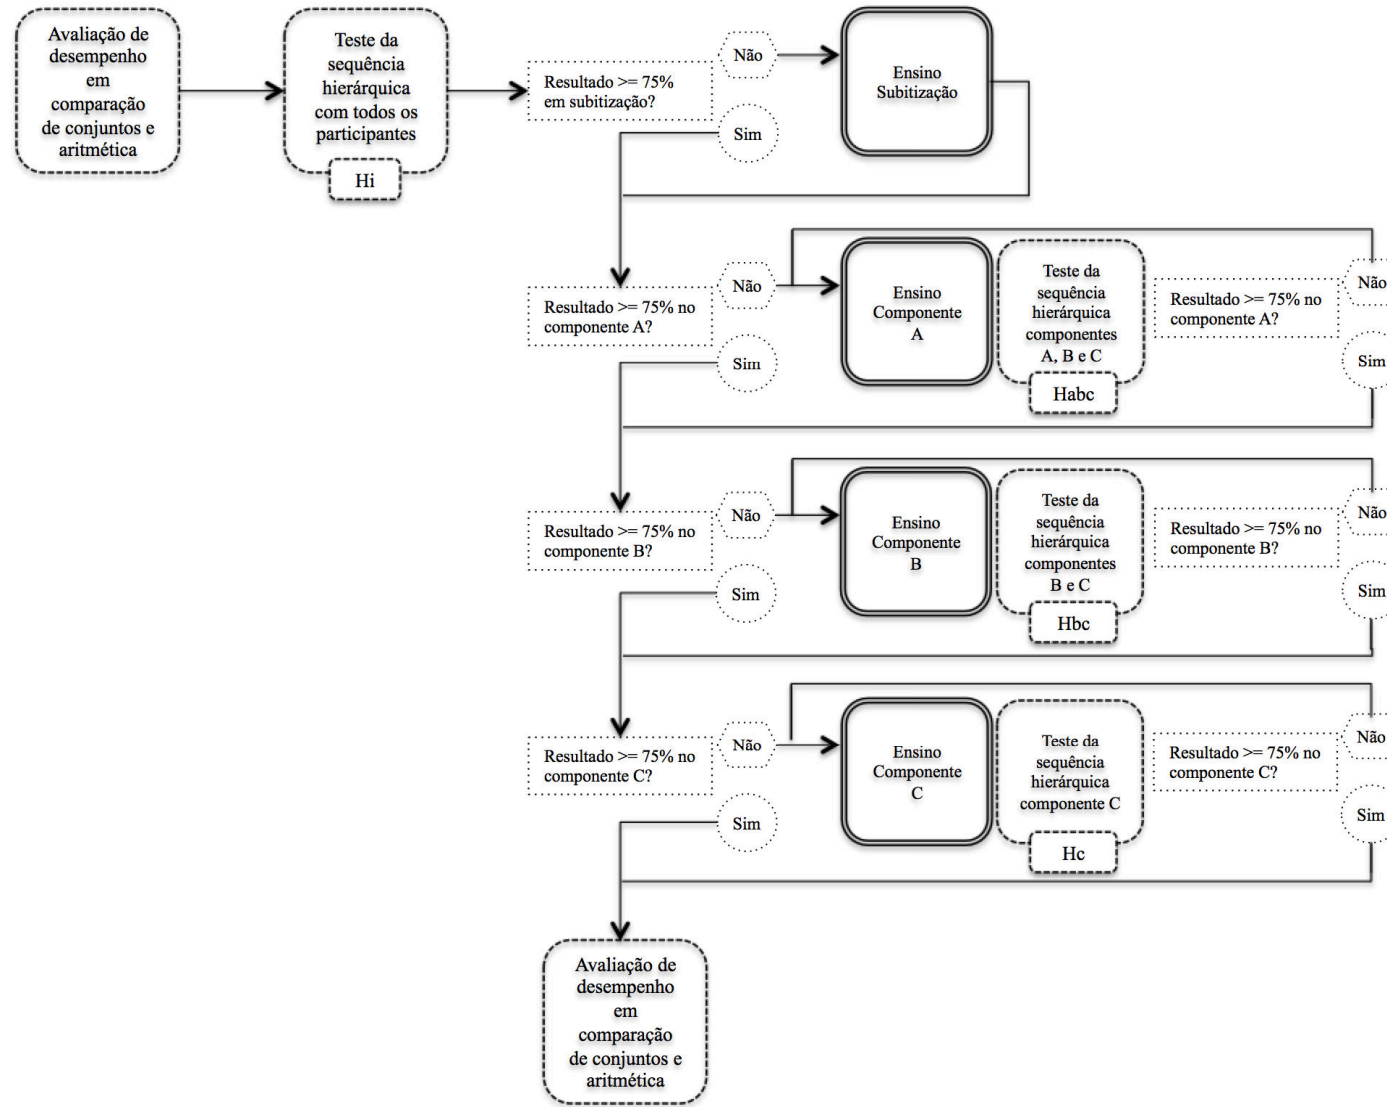 Avaliação de
desempenho
em
comparação
de conjuntos e
aritmética
Teste da
sequência
hierárquica
com todos os
participantes
Hi
Resultado >= 75%
em subitização?
Não
Sim
Ensino
Subitização
Resultado >= 75% no
componente A?
Não
Sim
Ensino
Componente
A
Teste da
sequência
hierárquica
componentes
A, B e C
Habc
Resultado >= 75% no
componente A?
Não
Sim
Resultado >= 75% no
componente B?
Não
Sim
Ensino
Componente
B
Teste da
sequência
hierárquica
componentes
B e C
Hbc
Resultado >= 75% no
componente B?
Não
Sim
Resultado >= 75% no
componente C?
Não
Sim
Ensino
Componente
C
Teste da
sequência
hierárquica
componente C
Hc
Resultado >= 75% no
componente C?
Não
Sim
Avaliação de
desempenho
em
comparação
de conjuntos e
aritmética